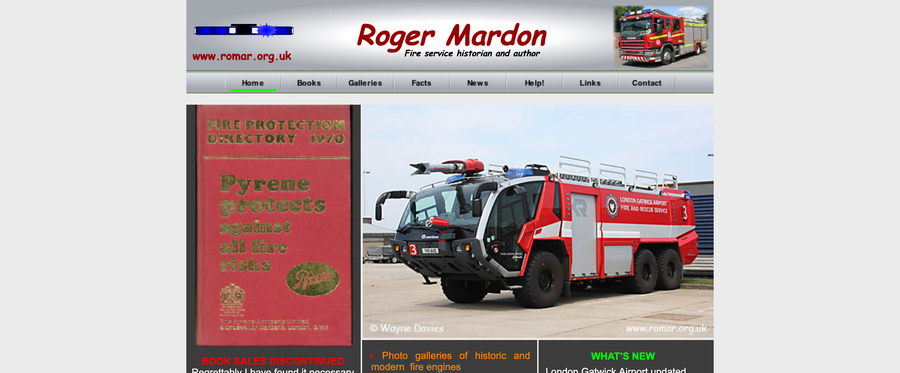 Roger Mardon
Fire service historian and author
www.romar.org.uk
Home Books Galleries Facts News Help! Links Contact
FIRE PROTECTION
DIRECTORY 1970
Pyrene
protects
against
all fire
risks
Pyrene
The Pyrene Company Limited
LONDON GATWICK AIRPORT
FIRE AND RESCUE SERVICE
3
3
R
© Wayne Davies
www.romar.org.uk
BOOK SALES DISCONTINUED
Regrettably I have found it necessary
Photo galleries of historic and
modern fire engines
WHAT'S NEW
London Gatwick Airport updated